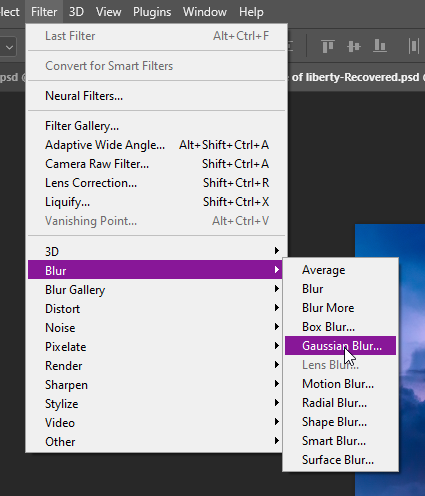 lect Filter 3D View Plugins Window Help
Last Filter Alt+Ctrl+F
Convert for Smart Filters
.psd @ e of liberty-Recovered.psd @
Neural Filters...
Filter Gallery...
Adaptive Wide Angle... Alt+Shift+Ctrl+A
Camera Raw Filter... Shift+Ctrl+A
Lens Correction... Shift+Ctrl+R
Liquify... Shift+Ctrl+X
Vanishing Point... Alt+Ctrl+V
3D
Blur
Blur Gallery
Distort
Noise
Pixelate
Render
Sharpen
Stylize
Video
Other
Average
Blur
Blur More
Box Blur...
Gaussian Blur...
Lens Blur...
Motion Blur...
Radial Blur...
Shape Blur...
Smart Blur...
Surface Blur...